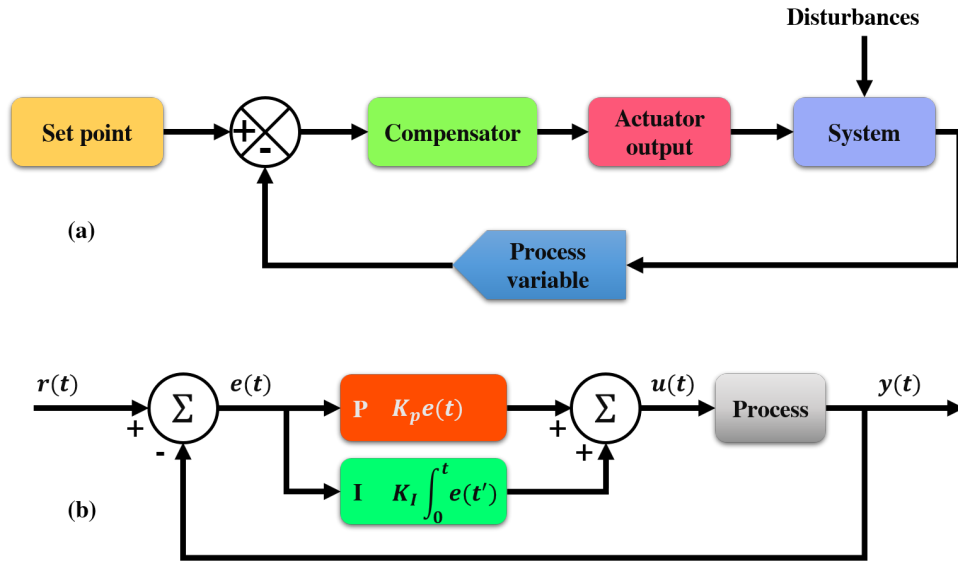 Disturbances
Set point
+
-
Compensator
Actuator
output
System
(a)
Process
variable
r(t)
+
-
Σ
e(t)
P K_p e(t)
I K_I ∫_0^t e(t′)
+
+
Σ
u(t)
Process
y(t)
(b)